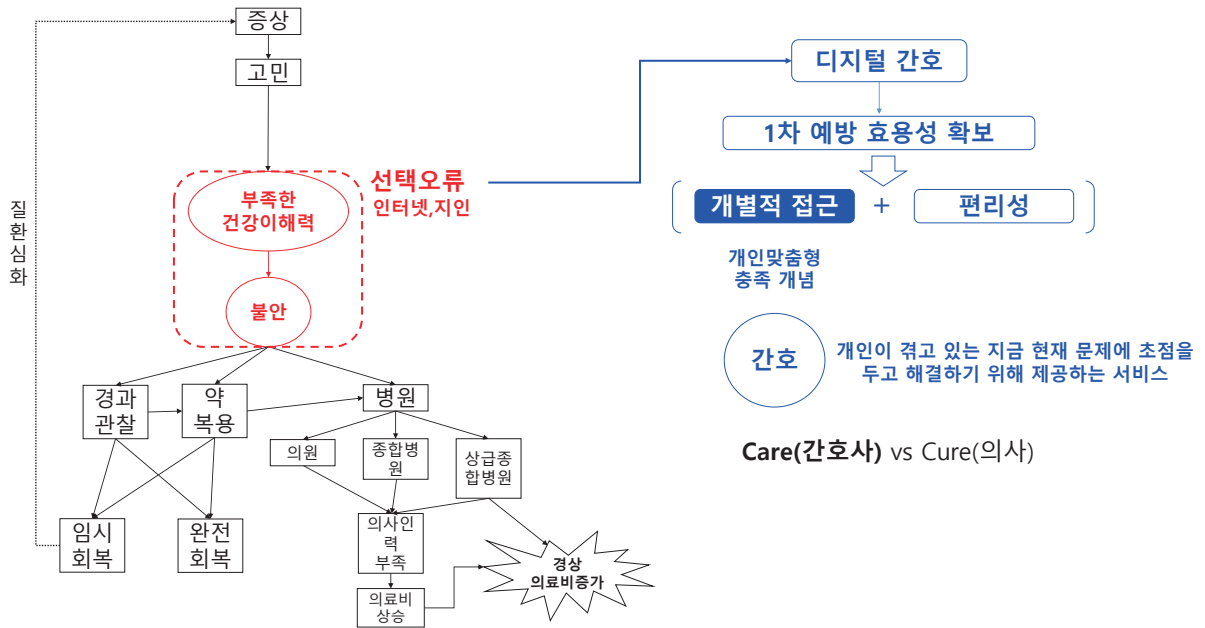 증상
고민
부족한
건강이해력
불안
선택오류
인터넷,지인
질환심화
경과
관찰
약
복용
병원
의원
종합병
원
상급종
합병원
임시
회복
완전
회복
의사인
력
부족
의료비
상승
경상
의료비증가
디지털 간호
1차 예방 효용성 확보
개별적 접근 + 편리성
개인맞춤형
충족 개념
간호
개인이 겪고 있는 지금 현재 문제에 초점을
두고 해결하기 위해 제공하는 서비스
Care(간호사) vs Cure(의사)